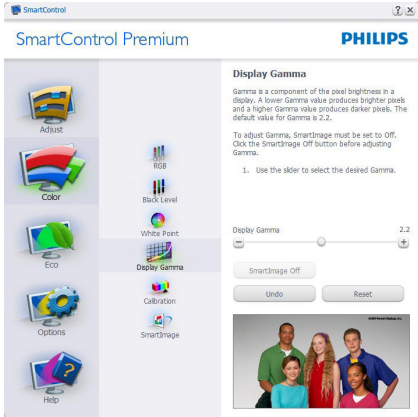 SmartControl
SmartControl Premium
PHILIPS
Adjust
Color
Eco
Options
Help
RGB
Black Level
White Point
Display Gamma
Calibration
SmartImage
Display Gamma
Gamma is a component of the pixel brightness in a
display. A lower Gamma value produces brighter pixels
and a higher Gamma value produces darker pixels. The
default value for Gamma is 2.2.
To adjust Gamma, SmartImage must be set to Off.
Click the SmartImage Off button before adjusting
Gamma.
1. Use the slider to select the desired Gamma.
Display Gamma 2.2
SmartImage Off
Undo Reset